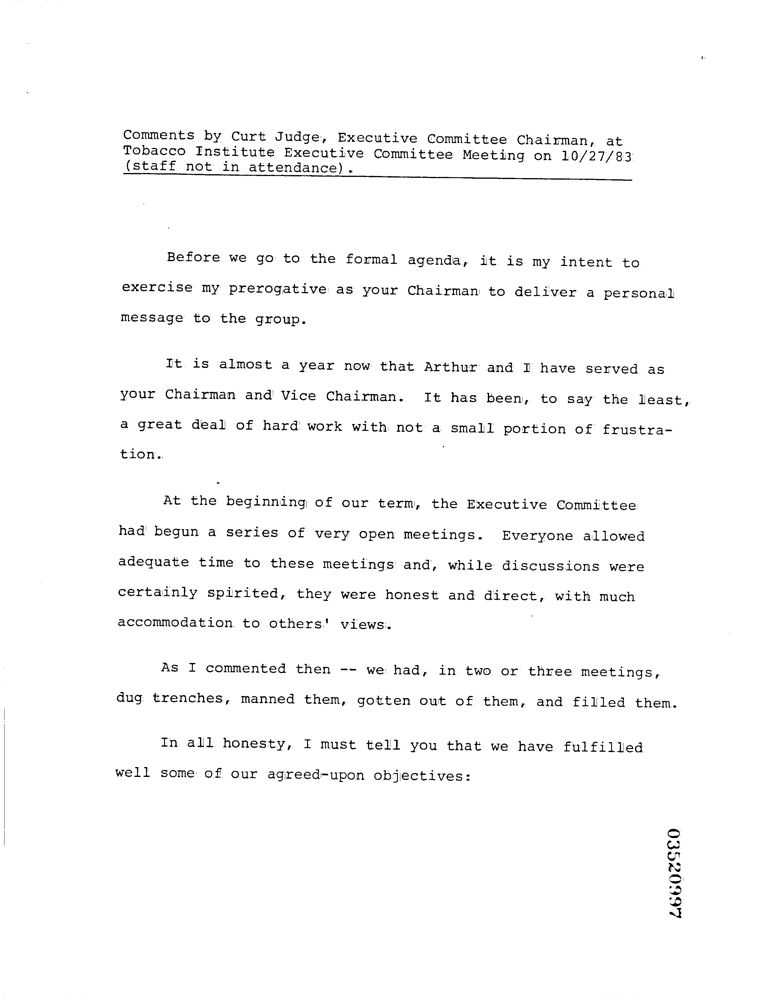 Comments by Curt Judge, Executive Committee Chairman, at
Tobacco Institute Executive Committee Meeting on 10/27/83
(staff not in attendance).
Before we go to the formal agenda, it is my intent to
exercise my prerogative as your Chairman to deliver a personal
message to the group.
It is almost a year now that Arthur and I have served as
your Chairman and Vice Chairman. It has been, to say the least,
a great deal of hard work with not a small portion of frustra-
tion.
At the beginning of our term, the Executive Committee
had begun a series of very open meetings. Everyone allowed
adequate time to these meetings and, while discussions were
certainly spirited, they were honest and direct, with much
accommodation to others' views.
As I commented then -- we had, in two or three meetings,
dug trenches, manned them, gotten out of them, and filled them.
In all honesty, I must tell you that we have fulfilled
well some of our agreed-upon objectives:
03520997